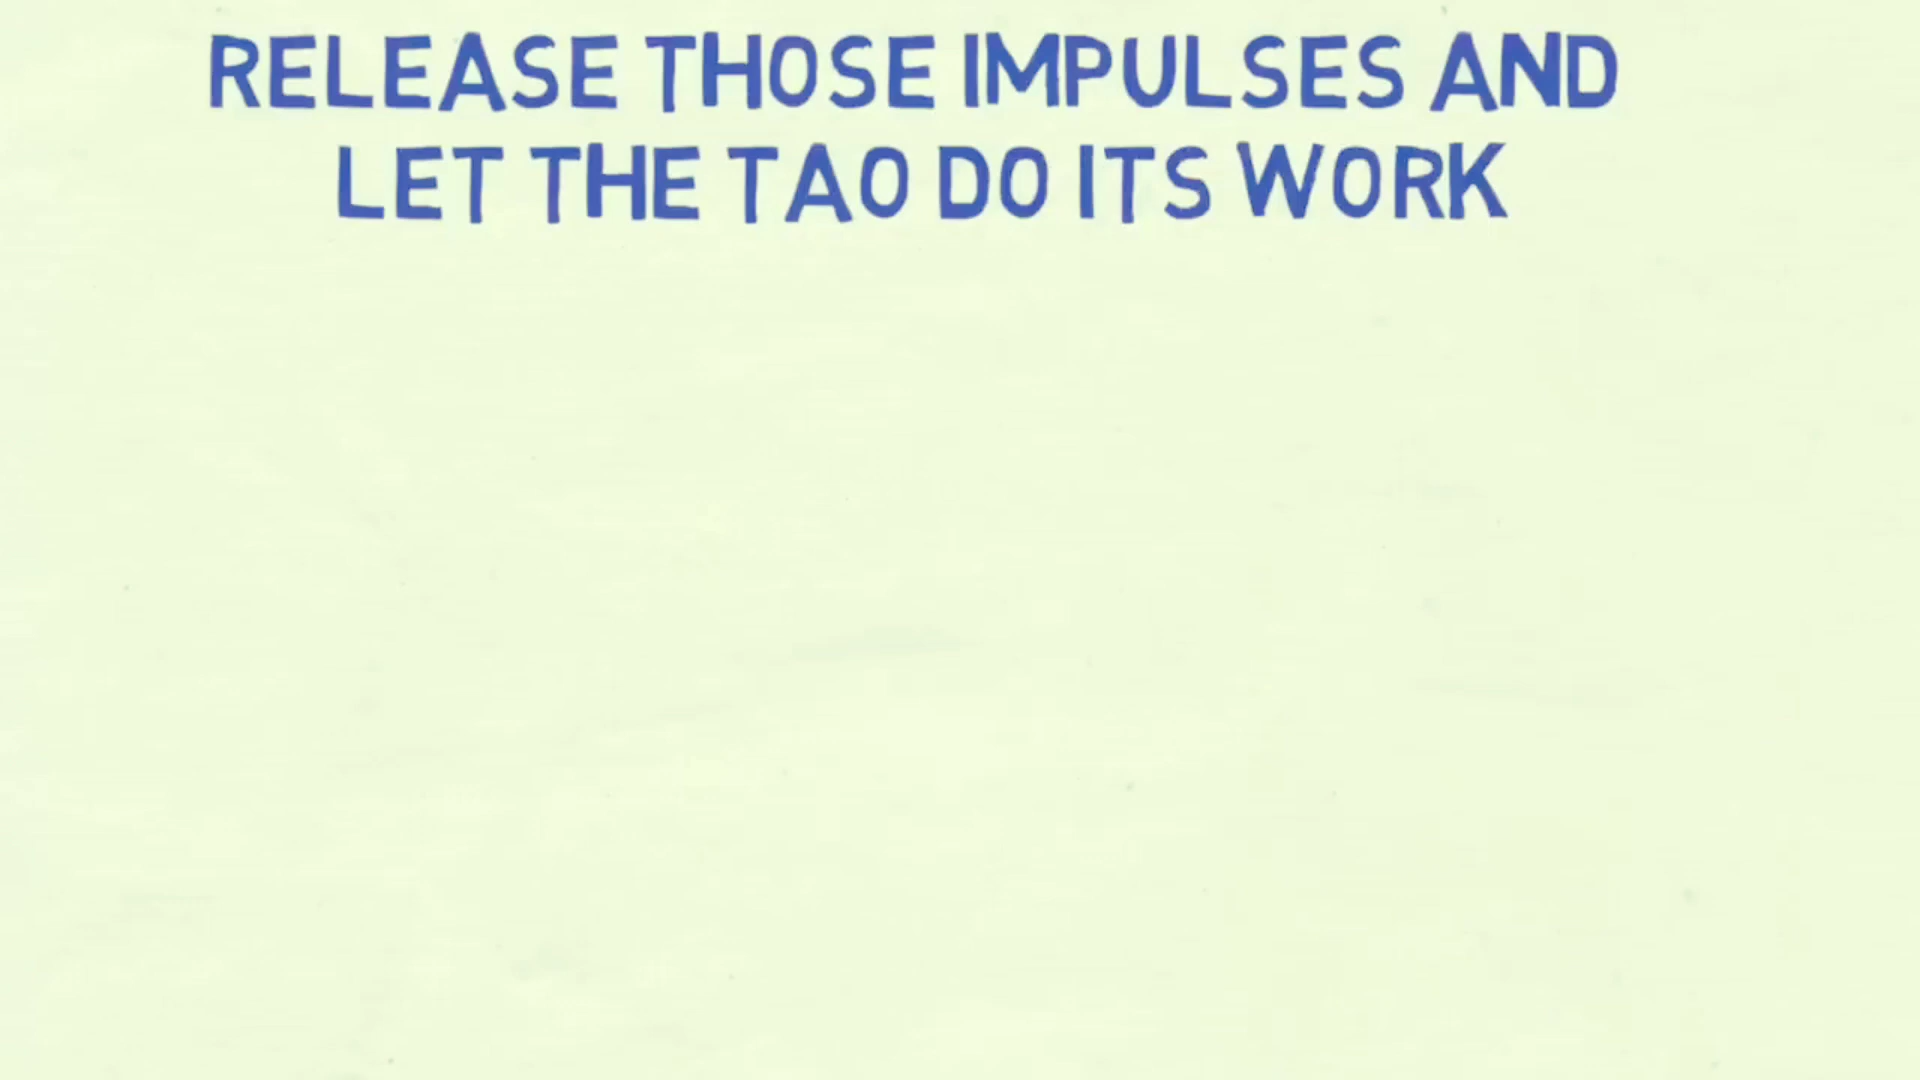 RELEASE THOSE IMPULSES AND
LET THE TAO DO ITS WORK